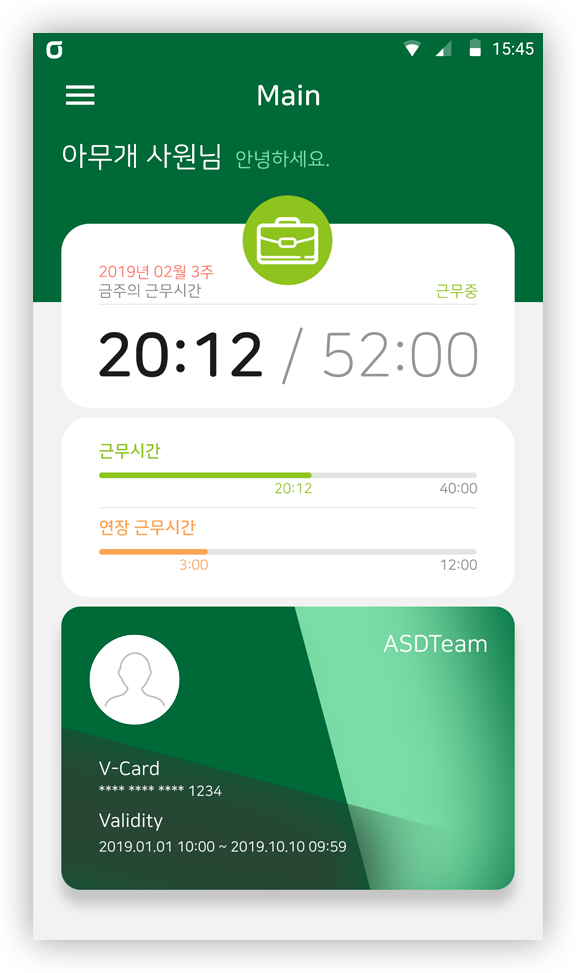 15:45
Main
아무개 사원님 안녕하세요.
2019년 02월 3주
금주의 근무시간 근무중
20:12 / 52:00
근무시간
20:12 40:00
연장 근무시간
3:00 12:00
ASDTeam
V-Card
**** **** **** 1234
Validity
2019.01.01 10:00 ~ 2019.10.10 09:59